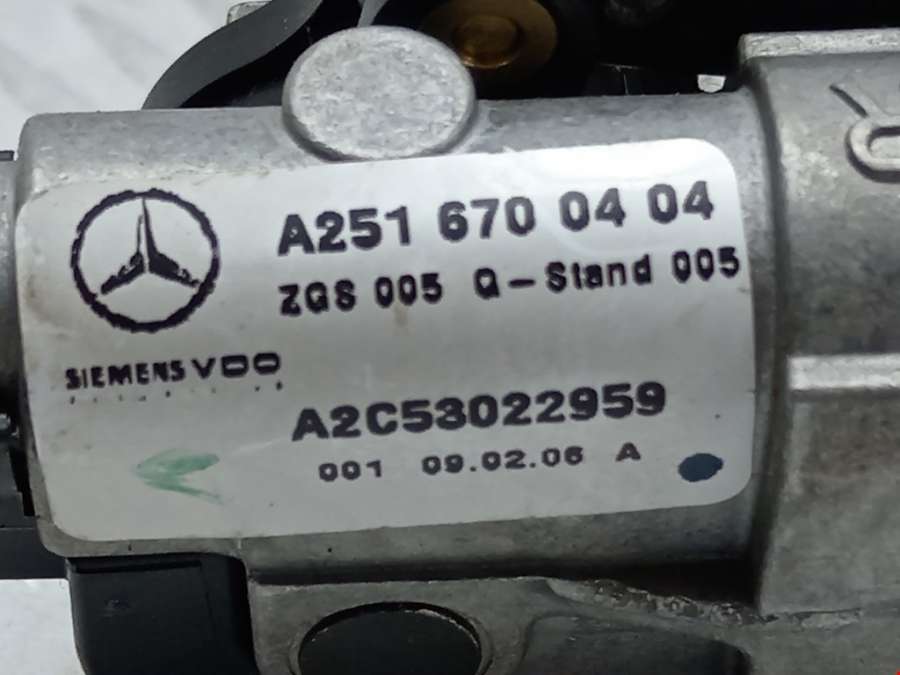 A251 670 04 04
ZGS 005 Q-Stand 005
SIEMENS VDO
A2C53022959
001 09.02.06 A